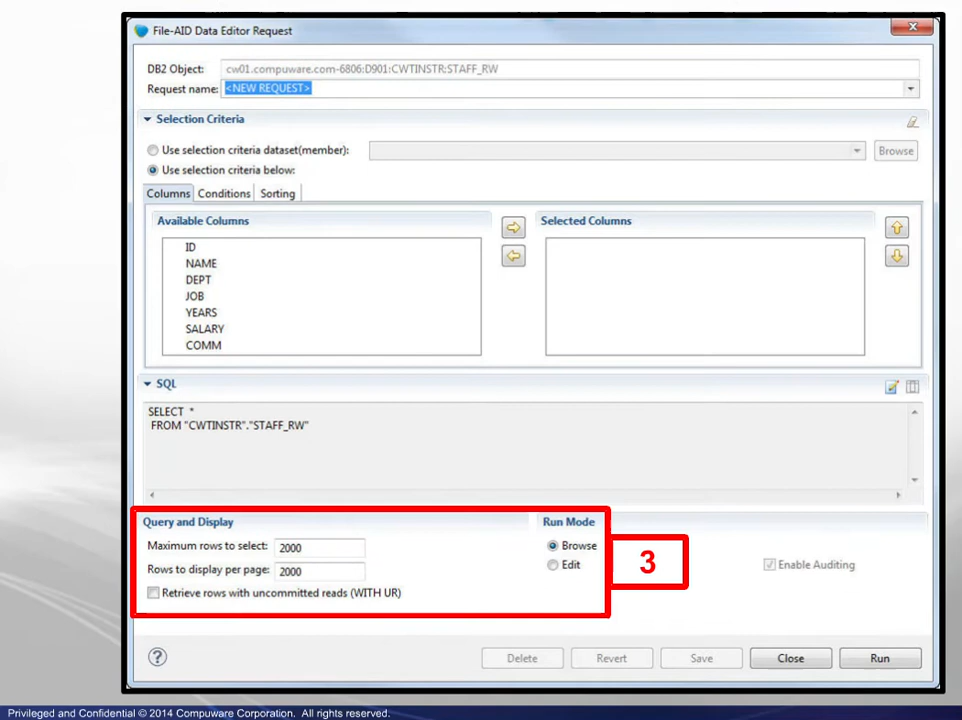 File-AID Data Editor Request
DB2 Object: cw01.compuware.com-6806:D901:CWTINSTR:STAFF_RW
Request name: <NEW REQUEST>
Selection Criteria
Use selection criteria dataset(member): Browse
Use selection criteria below:
Columns Conditions Sorting
Available Columns Selected Columns
ID
NAME
DEPT
JOB
YEARS
SALARY
COMM
SQL
SELECT *
FROM "CWTINSTR"."STAFF_RW"
Query and Display Run Mode
Maximum rows to select: 2000 Browse
Rows to display per page: 2000 Edit 3 Enable Auditing
Retrieve rows with uncommitted reads (WITH UR)
? Delete Revert Save Close Run
Privileged and Confidential © 2014 Compuware Corporation. All rights reserved.